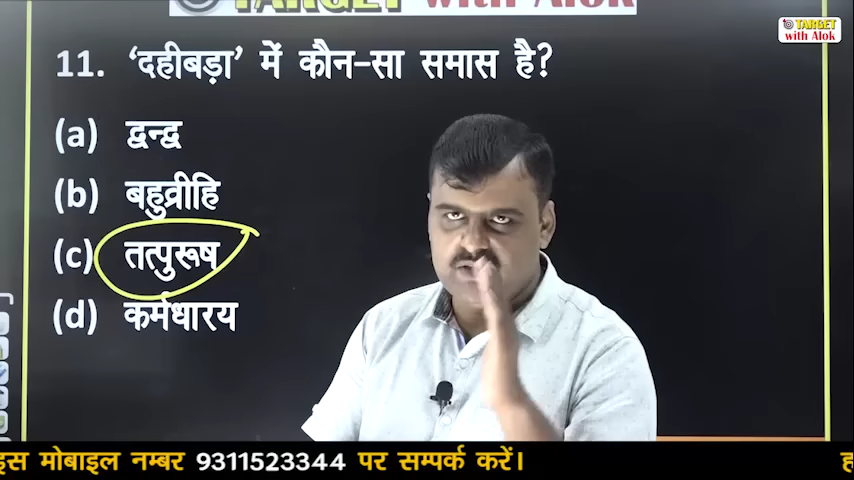 TARGET with Alok
TARGET
with Alok
11. ‘दहीबड़ा’ में कौन-सा समास है?
(a) द्वन्द्व
(b) बहुव्रीहि
(c) तत्पुरूष
(d) कर्मधारय
इस मोबाइल नम्बर 9311523344 पर सम्पर्क करें।